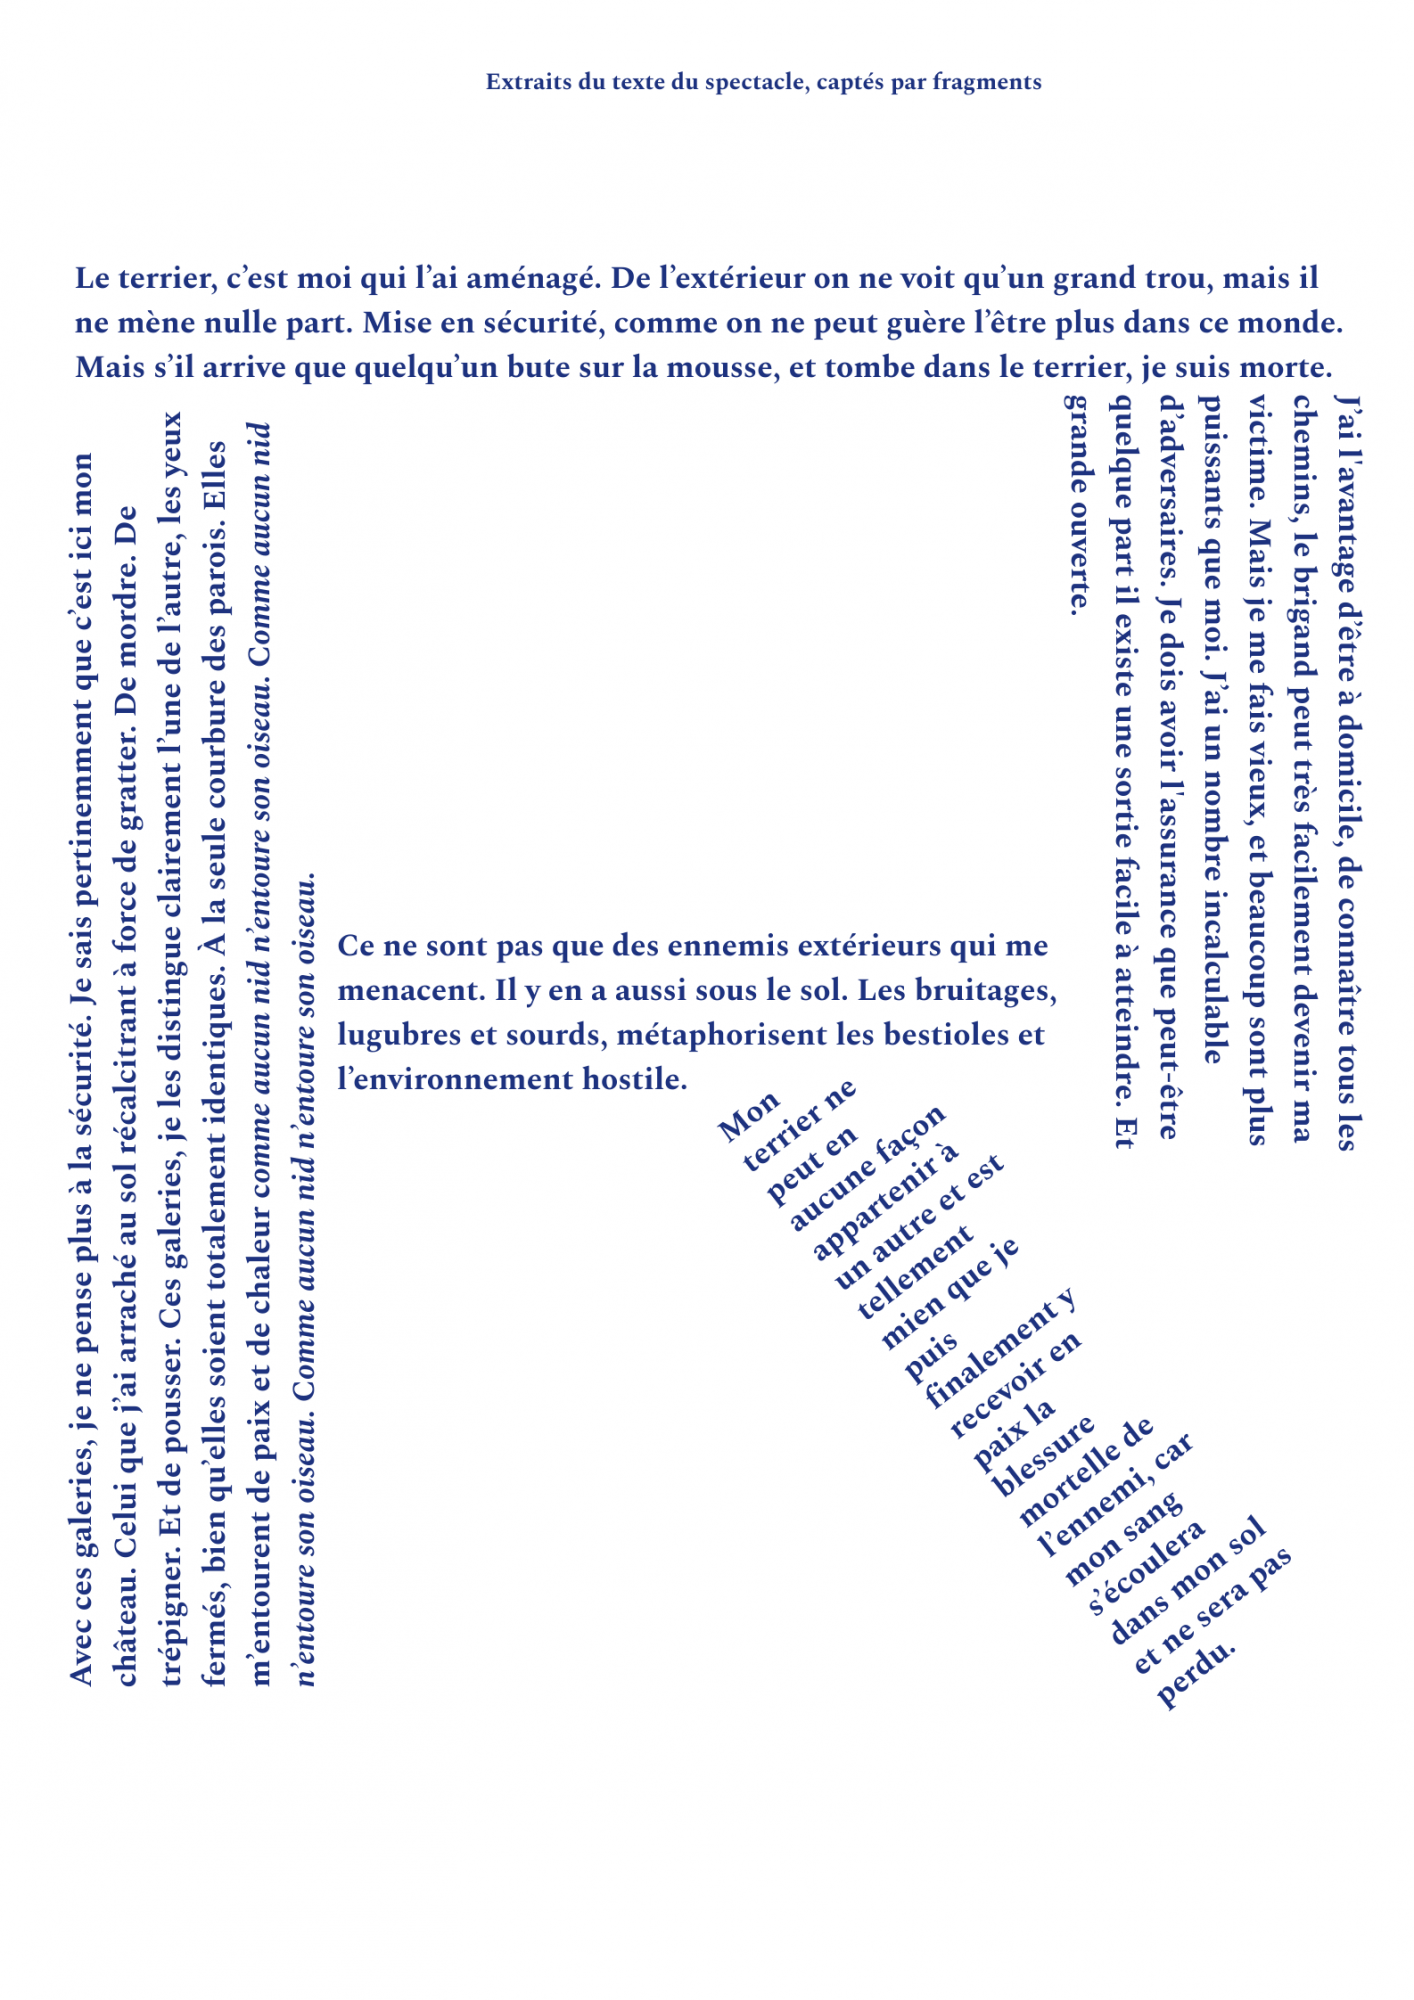 Extraits du texte du spectacle, captés par fragments
Le terrier, c’est moi qui l’ai aménagé. De l’extérieur on ne voit qu’un grand trou, mais il
ne mène nulle part. Mise en sécurité, comme on ne peut guère l’être plus dans ce monde.
Mais s’il arrive que quelqu’un bute sur la mousse, et tombe dans le terrier, je suis morte.
J’ai l'avantage d’être à domicile, de connaître tous les
chemins, le brigand peut très facilement devenir ma
victime. Mais je me fais vieux, et beaucoup sont plus
puissants que moi. J’ai un nombre incalculable
d’adversaires. Je dois avoir l'assurance que peut-être
quelque part il existe une sortie facile à atteindre. Et
grande ouverte.
Avec ces galeries, je ne pense plus à la sécurité. Je sais pertinemment que c’est ici mon
château. Celui que j’ai arraché au sol récalcitrant à force de gratter. De mordre. De
trépigner. Et de pousser. Ces galeries, je les distingue clairement l’une de l’autre, les yeux
fermés, bien qu’elles soient totalement identiques. À la seule courbure des parois. Elles
m’entourent de paix et de chaleur comme aucun nid n’entoure son oiseau. Comme aucun nid
n’entoure son oiseau. Comme aucun nid n’entoure son oiseau.
Ce ne sont pas que des ennemis extérieurs qui me
menacent. Il y en a aussi sous le sol. Les bruitages,
lugubres et sourds, métaphorisent les bestioles et
l’environnement hostile.
Mon
terrier ne
peut en
aucune façon
appartenir à
un autre et est
tellement
mien que je
puis
finalement y
recevoir en
paix la
blessure
mortelle de
l’ennemi, car
mon sang
s’écoulera
dans mon sol
et ne sera pas
perdu.